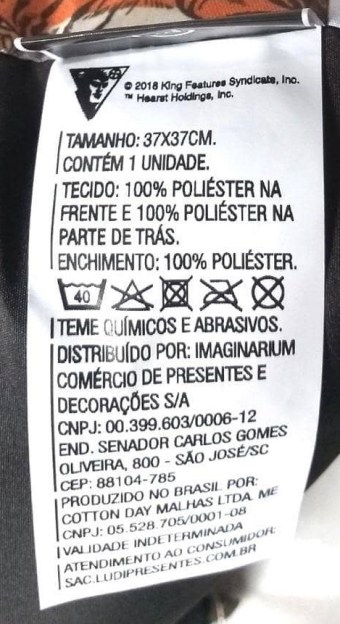 © 2018 King Features Syndicate, Inc.
™ Hearst Holdings, Inc.
TAMANHO: 37X37CM.
CONTÉM 1 UNIDADE.
TECIDO: 100% POLIÉSTER NA
FRENTE E 100% POLIÉSTER NA
PARTE DE TRÁS.
ENCHIMENTO: 100% POLIÉSTER.
40
TEME QUÍMICOS E ABRASIVOS.
DISTRIBUÍDO POR: IMAGINARIUM
COMÉRCIO DE PRESENTES E
DECORAÇÕES S/A
CNPJ: 00.399.603/0006-12
END. SENADOR CARLOS GOMES
OLIVEIRA, 800 - SÃO JOSÉ/SC
CEP: 88104-785
PRODUZIDO NO BRASIL POR:
COTTON DAY MALHAS LTDA. ME
CNPJ: 05.528.705/0001-08
VALIDADE INDETERMINADA
ATENDIMENTO AO CONSUMIDOR:
SAC.LUDIPRESENTES.COM.BR